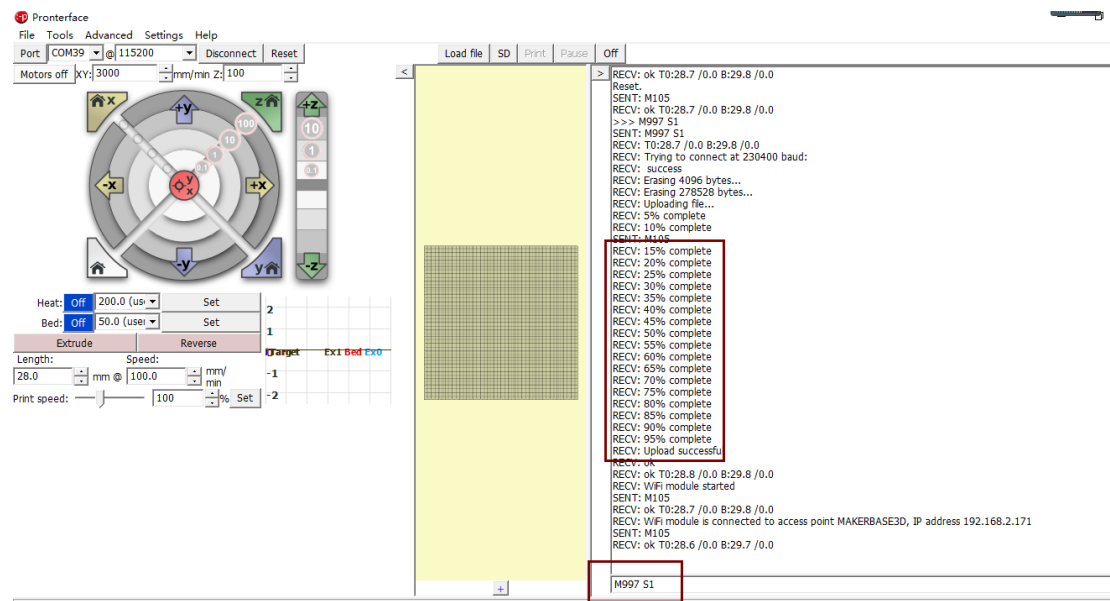 Pronterface
File Tools Advanced Settings Help
Port COM39 @ 115200 Disconnect Reset Load file SD Print Pause Off
Motors off XY: 3000 mm/min Z: 100 < >
x +y z +z
100
10 10
1 1
0.1 0.1
-x y x +x
-y y -z
Heat: Off 200.0 (us Set
Bed: Off 50.0 (user Set
Extrude Reverse
Length: Speed:
28.0 mm @ 100.0 mm/ min
Print speed: 100 % Set
2
1
Target Ex1 Bed Ex0
-1
-2
+
RECV: ok T0:28.7 /0.0 B:29.8 /0.0
Reset.
SENT: M105
RECV: ok T0:28.7 /0.0 B:29.8 /0.0
>>> M997 S1
SENT: M997 S1
RECV: T0:28.7 /0.0 B:29.8 /0.0
RECV: Trying to connect at 230400 baud:
RECV: success
RECV: Erasing 4096 bytes...
RECV: Erasing 278528 bytes...
RECV: Uploading file...
RECV: 5% complete
RECV: 10% complete
SENT: M105
RECV: 15% complete
RECV: 20% complete
RECV: 25% complete
RECV: 30% complete
RECV: 35% complete
RECV: 40% complete
RECV: 45% complete
RECV: 50% complete
RECV: 55% complete
RECV: 60% complete
RECV: 65% complete
RECV: 70% complete
RECV: 75% complete
RECV: 80% complete
RECV: 85% complete
RECV: 90% complete
RECV: 95% complete
RECV: Upload successfu
RECV: ok
RECV: ok T0:28.8 /0.0 B:29.8 /0.0
RECV: WiFi module started
SENT: M105
RECV: ok T0:28.7 /0.0 B:29.8 /0.0
RECV: WiFi module is connected to access point MAKERBASE3D, IP address 192.168.2.171
SENT: M105
RECV: ok T0:28.6 /0.0 B:29.7 /0.0
M997 S1